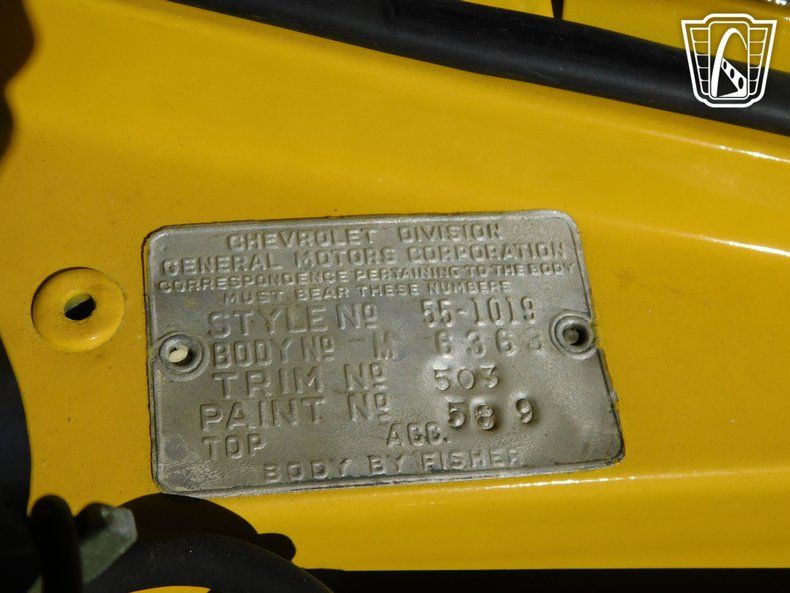 CHEVROLET DIVISION
GENERAL MOTORS CORPORATION
CORRESPONDENCE PERTAINING TO THE BODY
MUST BEAR THESE NUMBERS
STYLE Nº 55-1019
BODY Nº M 6363
TRIM Nº 503
PAINT Nº 589
TOP ACC.
BODY BY FISHER